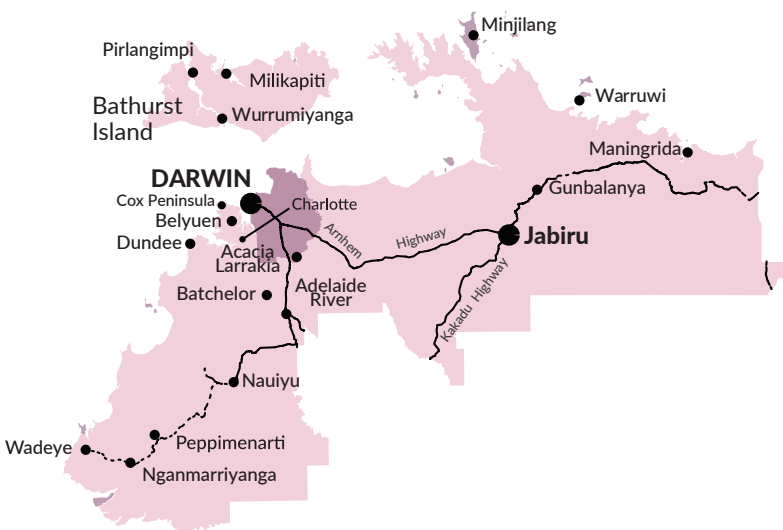 Minjilang
Pirlangimpi
Milikapiti
Bathurst
Island
Wurrumiyanga
Warruwi
Maningrida
DARWIN
Gunbalanya
Cox Peninsula
Charlotte
Belyuen
Dundee
Acacia
Larrakia
Arnhem
Highway
Jabiru
Batchelor
Adelaide
River
Kakadu Highway
Nauiyu
Peppimenarti
Wadeye
Nganmarriyanga